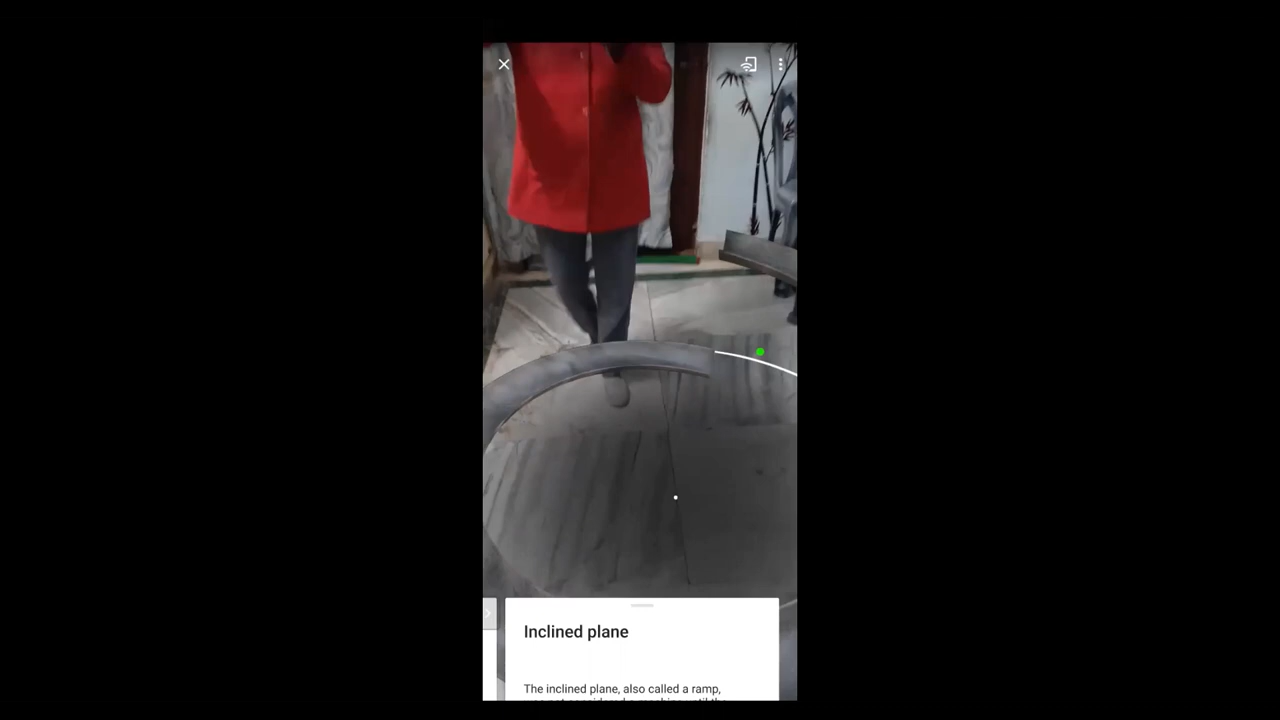 Inclined plane
The inclined plane, also called a ramp,